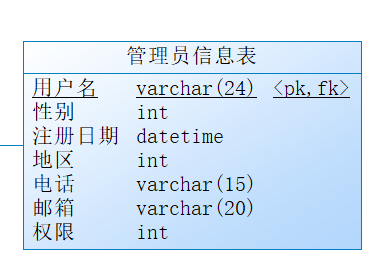 管理员信息表
用户名 varchar(24) <pk,fk>
性别 int
注册日期 datetime
地区 int
电话 varchar(15)
邮箱 varchar(20)
权限 int